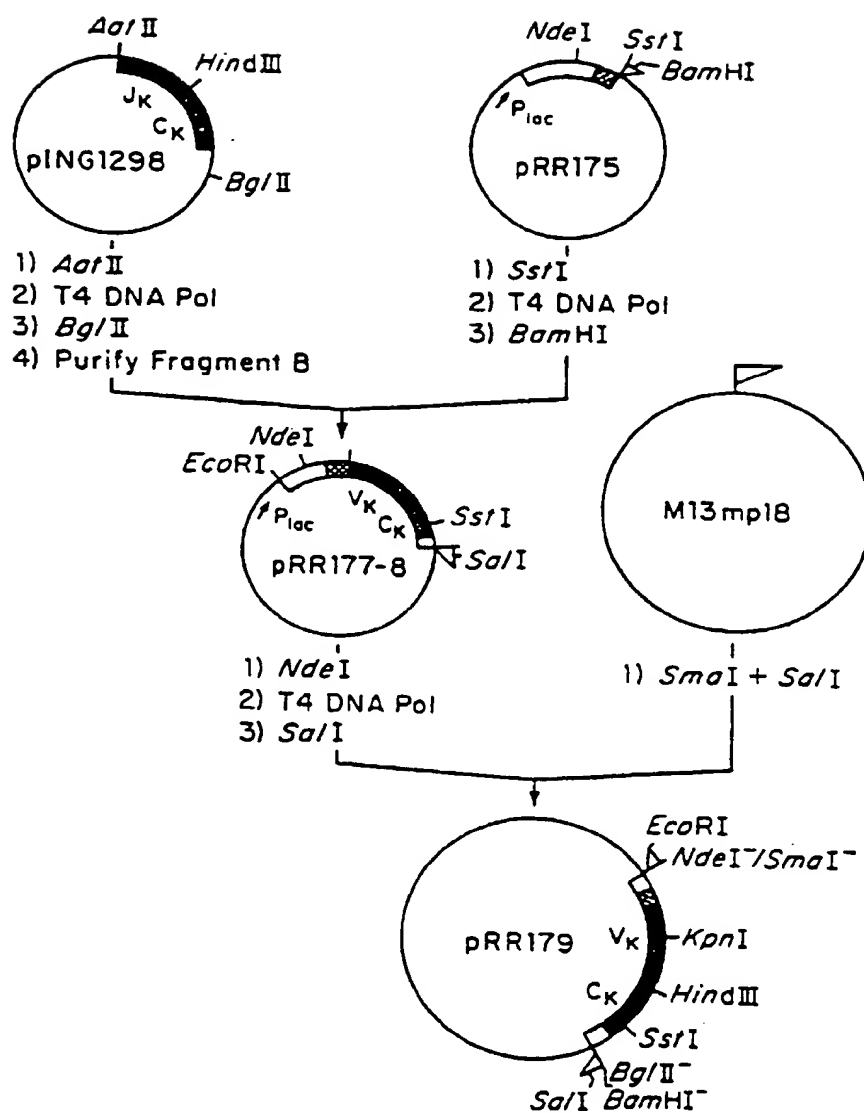 AatII
HindIII
JK
CK
pING1298
BglII
1) AatII
2) T4 DNA Pol
3) BglII
4) Purify Fragment 8
NdeI
SstI
BamHI
Plac
pRR175
1) SstI
2) T4 DNA Pol
3) BamHI
NdeI
EcoRI
VK
CK
Plac
SstI
SalI
pRR177-8
M13mp18
1) NdeI
2) T4 DNA Pol
3) SalI
1) SmaI + SalI
EcoRI
NdeI⁻/SmaI⁻
pRR179
VK
KpnI
CK
HindIII
SstI
BglII⁻
SalI BamHI⁻